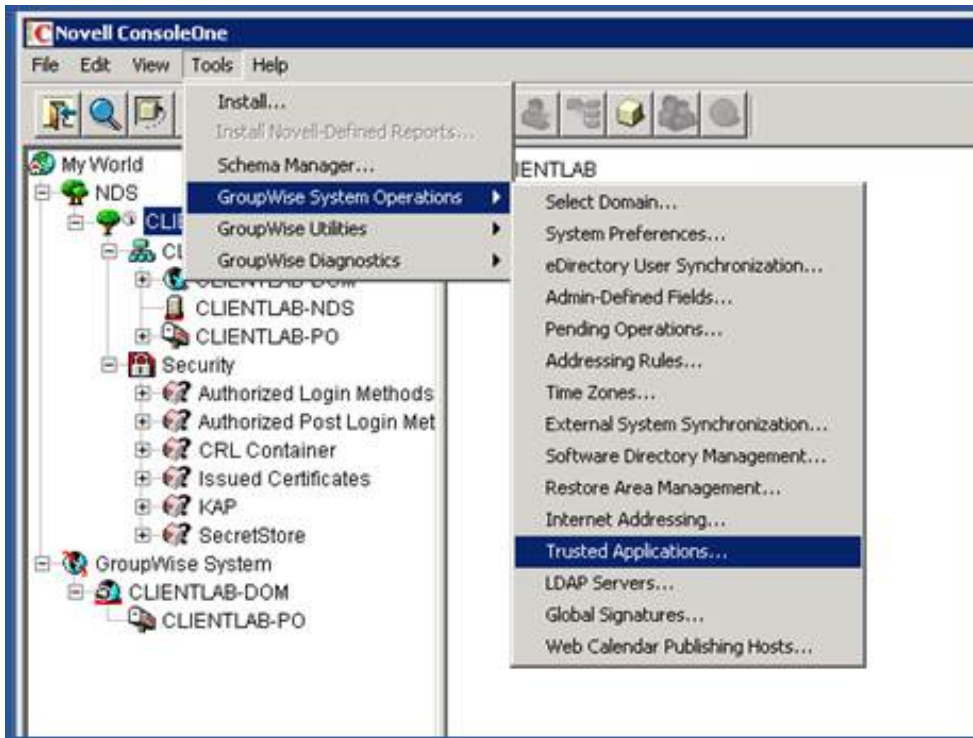 Novell ConsoleOne
File Edit View Tools Help
Install...
Install Novell-Defined Reports...
Schema Manager...
GroupWise System Operations
GroupWise Utilities
GroupWise Diagnostics
IENTLAB
Select Domain...
System Preferences...
eDirectory User Synchronization...
Admin-Defined Fields...
Pending Operations...
Addressing Rules...
Time Zones...
External System Synchronization...
Software Directory Management...
Restore Area Management...
Internet Addressing...
Trusted Applications...
LDAP Servers...
Global Signatures...
Web Calendar Publishing Hosts...
My World
NDS
CLIE
CL
CLIENTLAB-DOM
CLIENTLAB-NDS
CLIENTLAB-PO
Security
Authorized Login Methods
Authorized Post Login Met
CRL Container
Issued Certificates
KAP
SecretStore
GroupWise System
CLIENTLAB-DOM
CLIENTLAB-PO